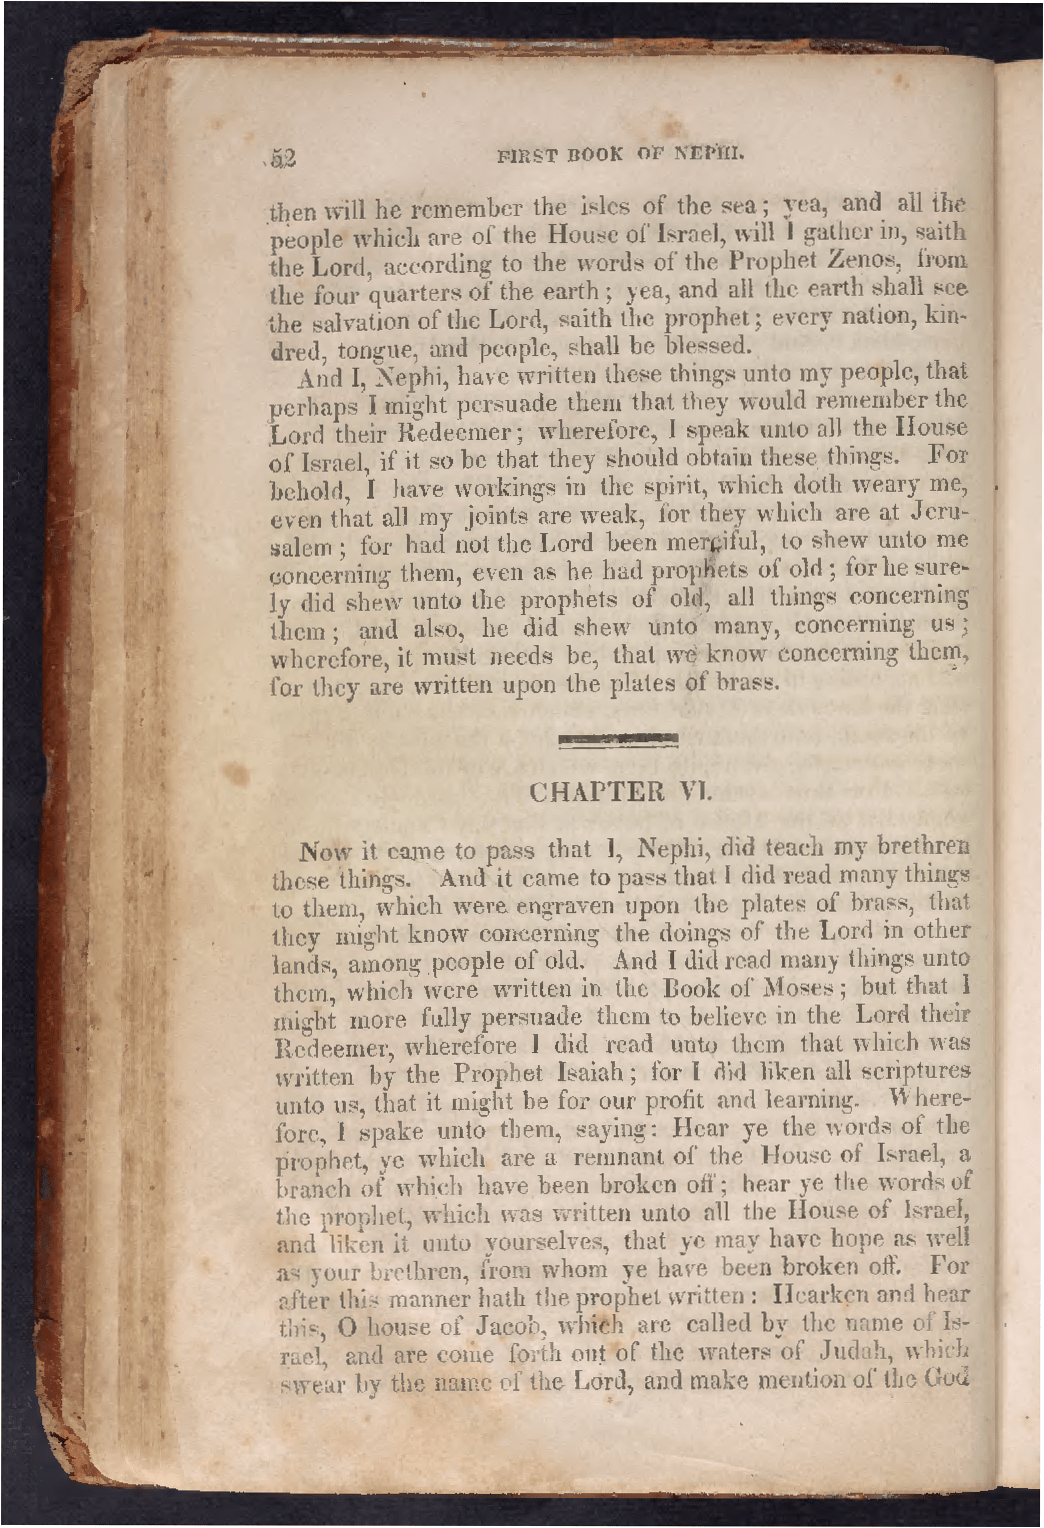 52 FIRST BOOK OF NEPHI.
then will he remember the isles of the sea; yea, and all the
people which are of the House of Israel, will I gather in, saith
the Lord, according to the words of the Prophet Zenos, from
the four quarters of the earth; yea, and all the earth shall see
the salvation of the Lord, saith the prophet; every nation, kin-
dred, tongue, and people, shall be blessed.
And I, Nephi, have written these things unto my people, that
perhaps I might persuade them that they would remember the
Lord their Redeemer; wherefore, I speak unto all the House
of Israel, if it so be that they should obtain these things. For
behold, I have workings in the spirit, which doth weary me,
even that all my joints are weak, for they which are at Jeru-
salem; for had not the Lord been merciful, to shew unto me
concerning them, even as he had prophets of old; for he sure-
ly did shew unto the prophets of old, all things concerning
them; and also, he did shew unto many, concerning us;
wherefore, it must needs be, that we know concerning them,
for they are written upon the plates of brass.
CHAPTER VI.
Now it came to pass that I, Nephi, did teach my brethren
these things. And it came to pass that I did read many things
to them, which were engraven upon the plates of brass, that
they might know concerning the doings of the Lord in other
lands, among people of old. And I did read many things unto
them, which were written in the Book of Moses; but that I
might more fully persuade them to believe in the Lord their
Redeemer, wherefore I did read unto them that which was
written by the Prophet Isaiah; for I did liken all scriptures
unto us, that it might be for our profit and learning. Where-
fore, I spake unto them, saying: Hear ye the words of the
prophet, ye which are a remnant of the House of Israel, a
branch of which have been broken off; hear ye the words of
the prophet, which was written unto all the House of Israel,
and liken it unto yourselves, that ye may have hope as well
as your brethren, from whom ye have been broken off. For
after this manner hath the prophet written: Hearken and hear
this, O house of Jacob, which are called by the name of Is-
rael, and are come forth out of the waters of Judah, which
swear by the name of the Lord, and make mention of the God